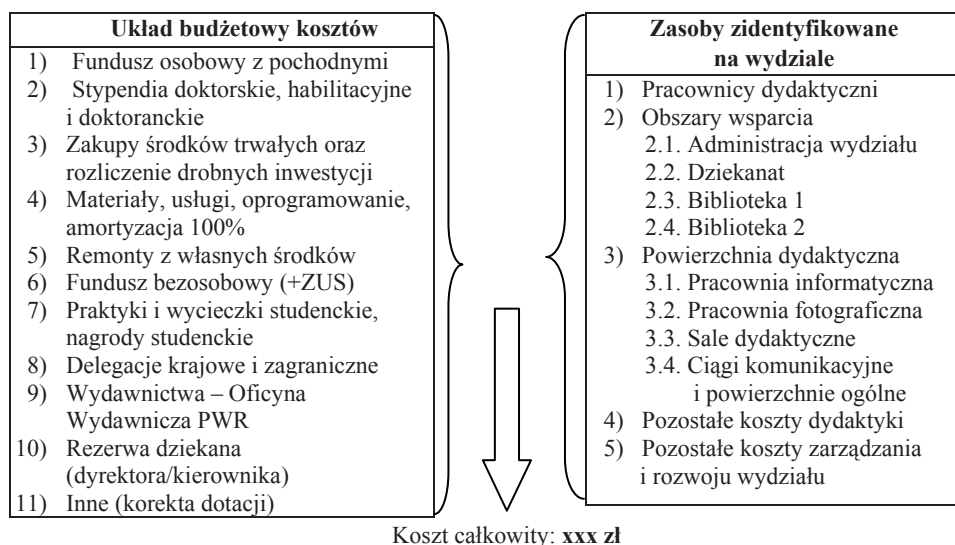 Układ budżetowy kosztów
1) Fundusz osobowy z pochodnymi
2) Stypendia doktorskie, habilitacyjne
i doktoranckie
3) Zakupy środków trwałych oraz
rozliczenie drobnych inwestycji
4) Materiały, usługi, oprogramowanie,
amortyzacja 100%
5) Remonty z własnych środków
6) Fundusz bezosobowy (+ZUS)
7) Praktyki i wycieczki studenckie,
nagrody studenckie
8) Delegacje krajowe i zagraniczne
9) Wydawnictwa – Oficyna
Wydawnicza PWR
10) Rezerwa dziekana
(dyrektora/kierownika)
11) Inne (korekta dotacji)
Zasoby zidentyfikowane
na wydziale
1) Pracownicy dydaktyczni
2) Obszary wsparcia
2.1. Administracja wydziału
2.2. Dziekanat
2.3. Biblioteka 1
2.4. Biblioteka 2
3) Powierzchnia dydaktyczna
3.1. Pracownia informatyczna
3.2. Pracownia fotograficzna
3.3. Sale dydaktyczne
3.4. Ciągi komunikacyjne
i powierzchnie ogólne
4) Pozostałe koszty dydaktyki
5) Pozostałe koszty zarządzania
i rozwoju wydziału
Koszt całkowity: xxx zł